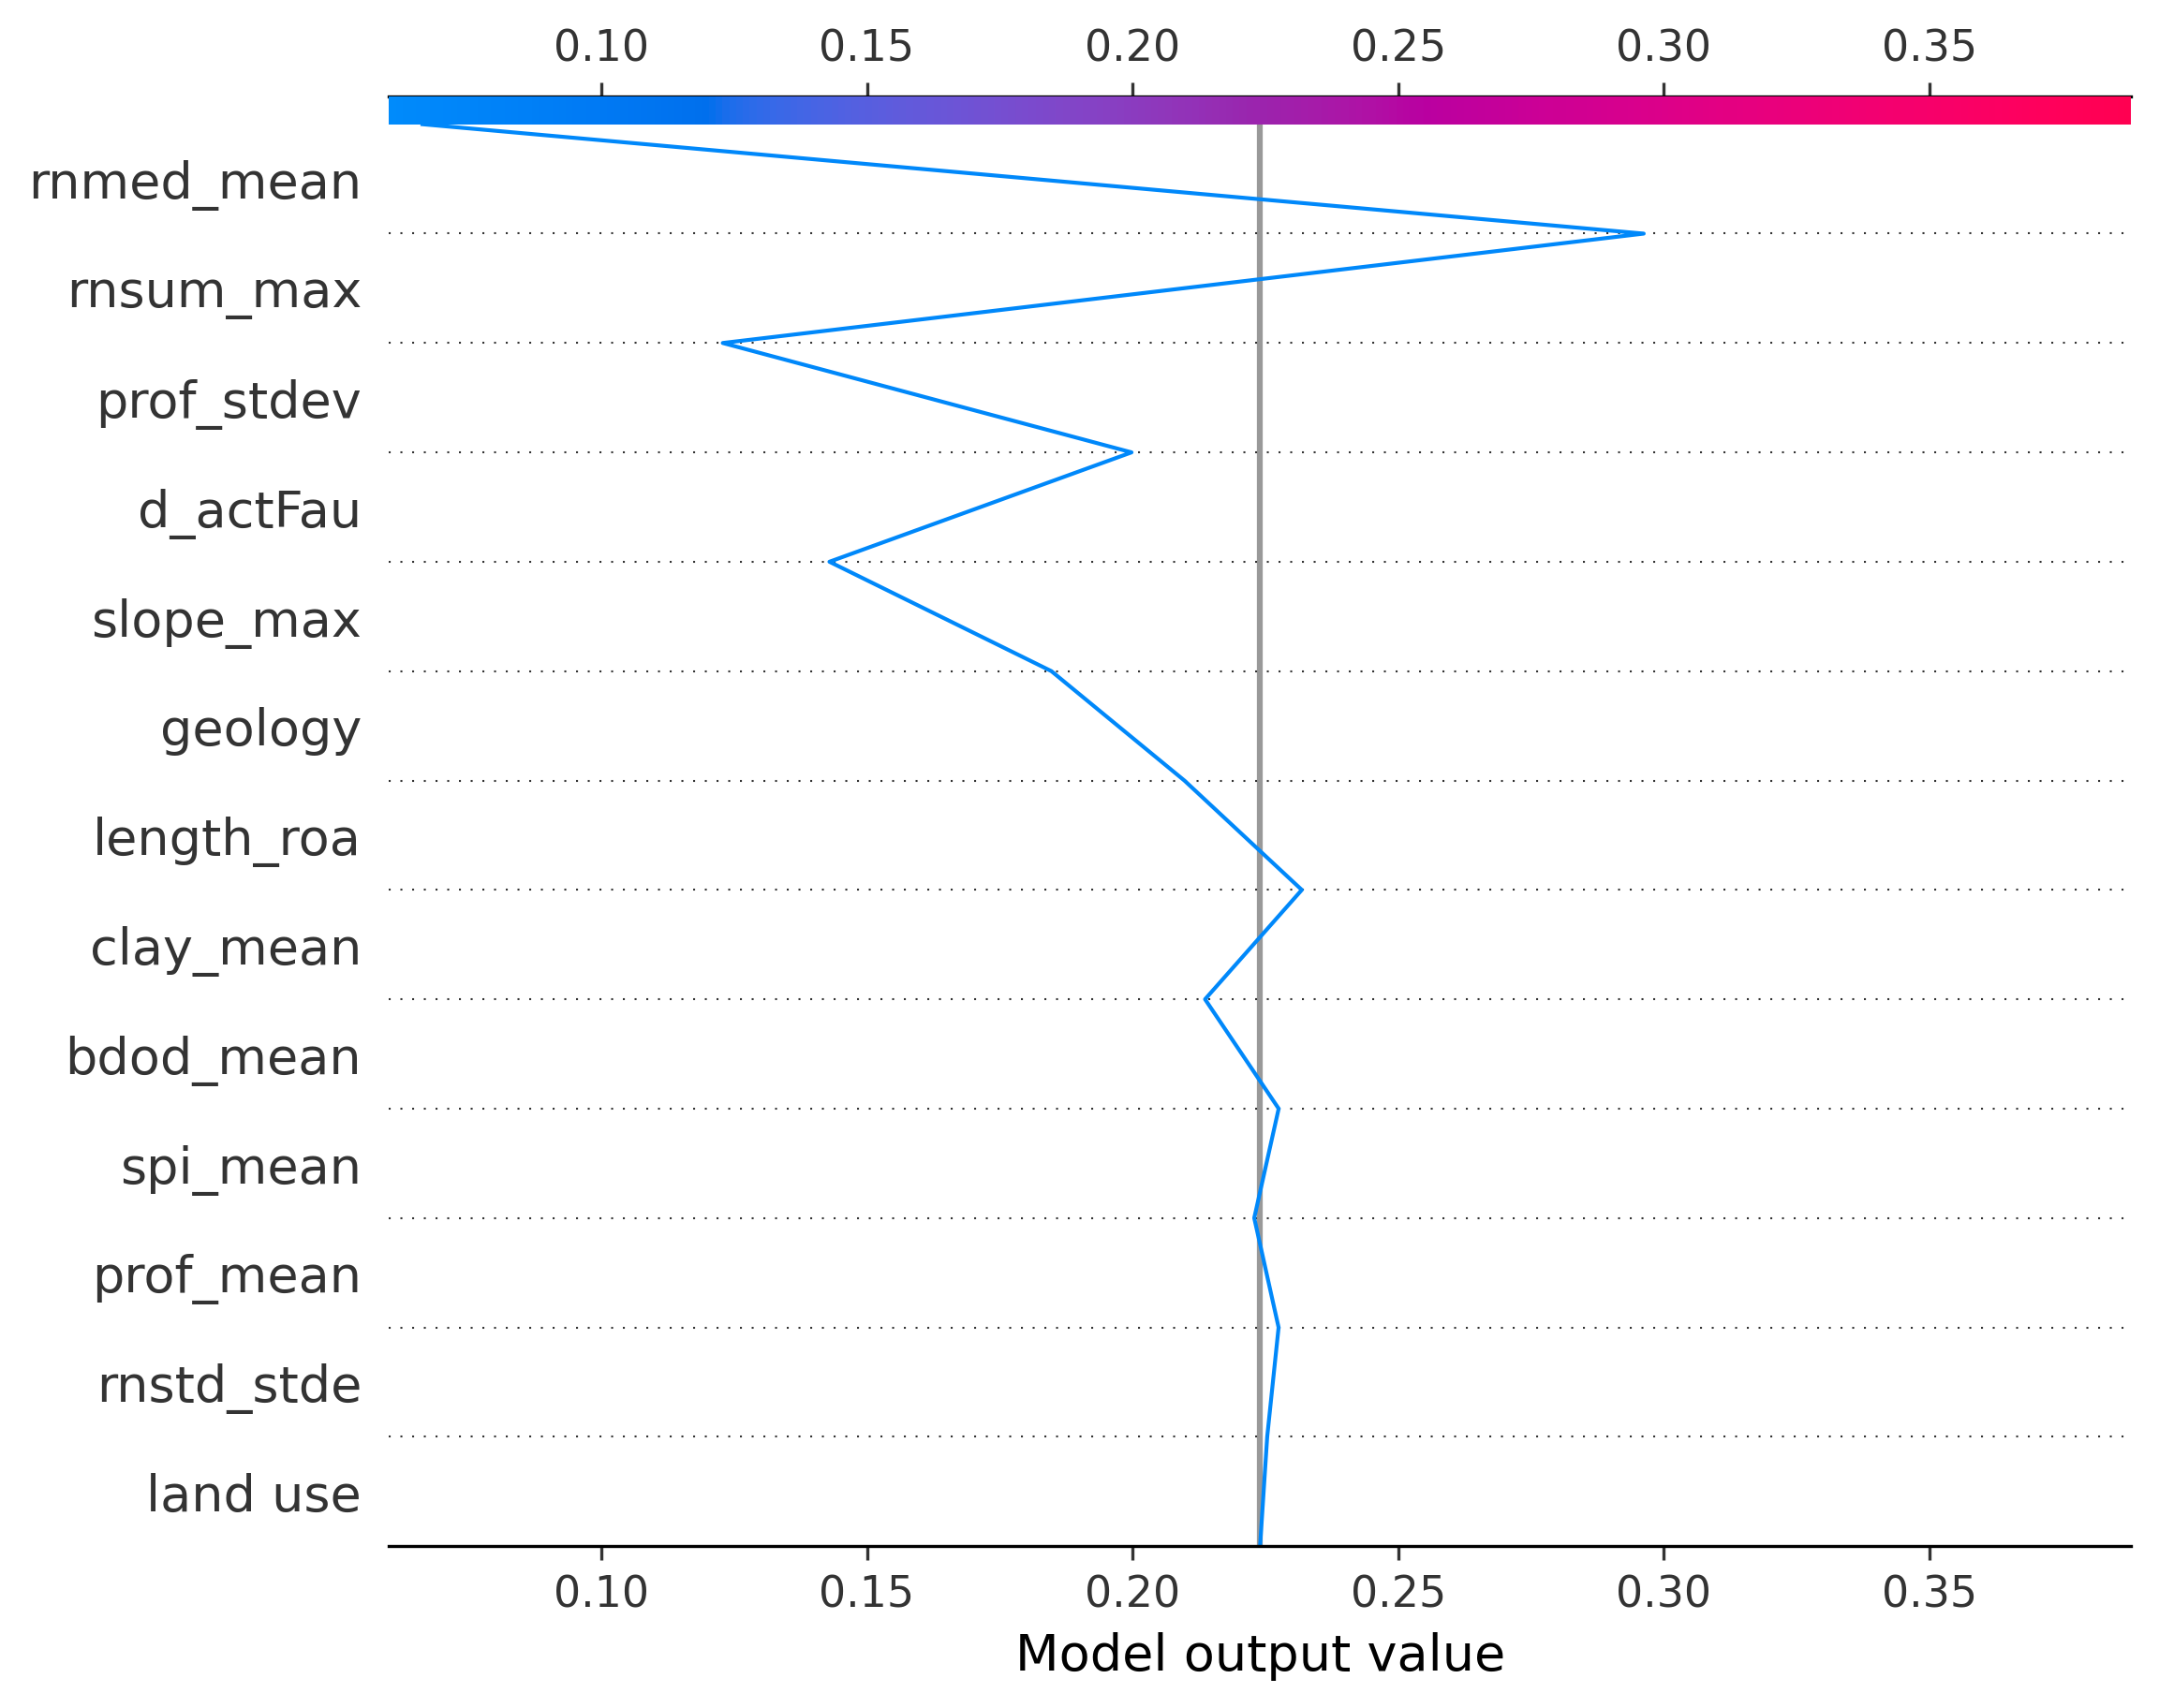 0.10 0.15 0.20 0.25 0.30 0.35
rnmed_mean
rnsum_max
prof_stdev
d_actFau
slope_max
geology
length_roa
clay_mean
bdod_mean
spi_mean
prof_mean
rnstd_stde
land use
0.10 0.15 0.20 0.25 0.30 0.35
Model output value